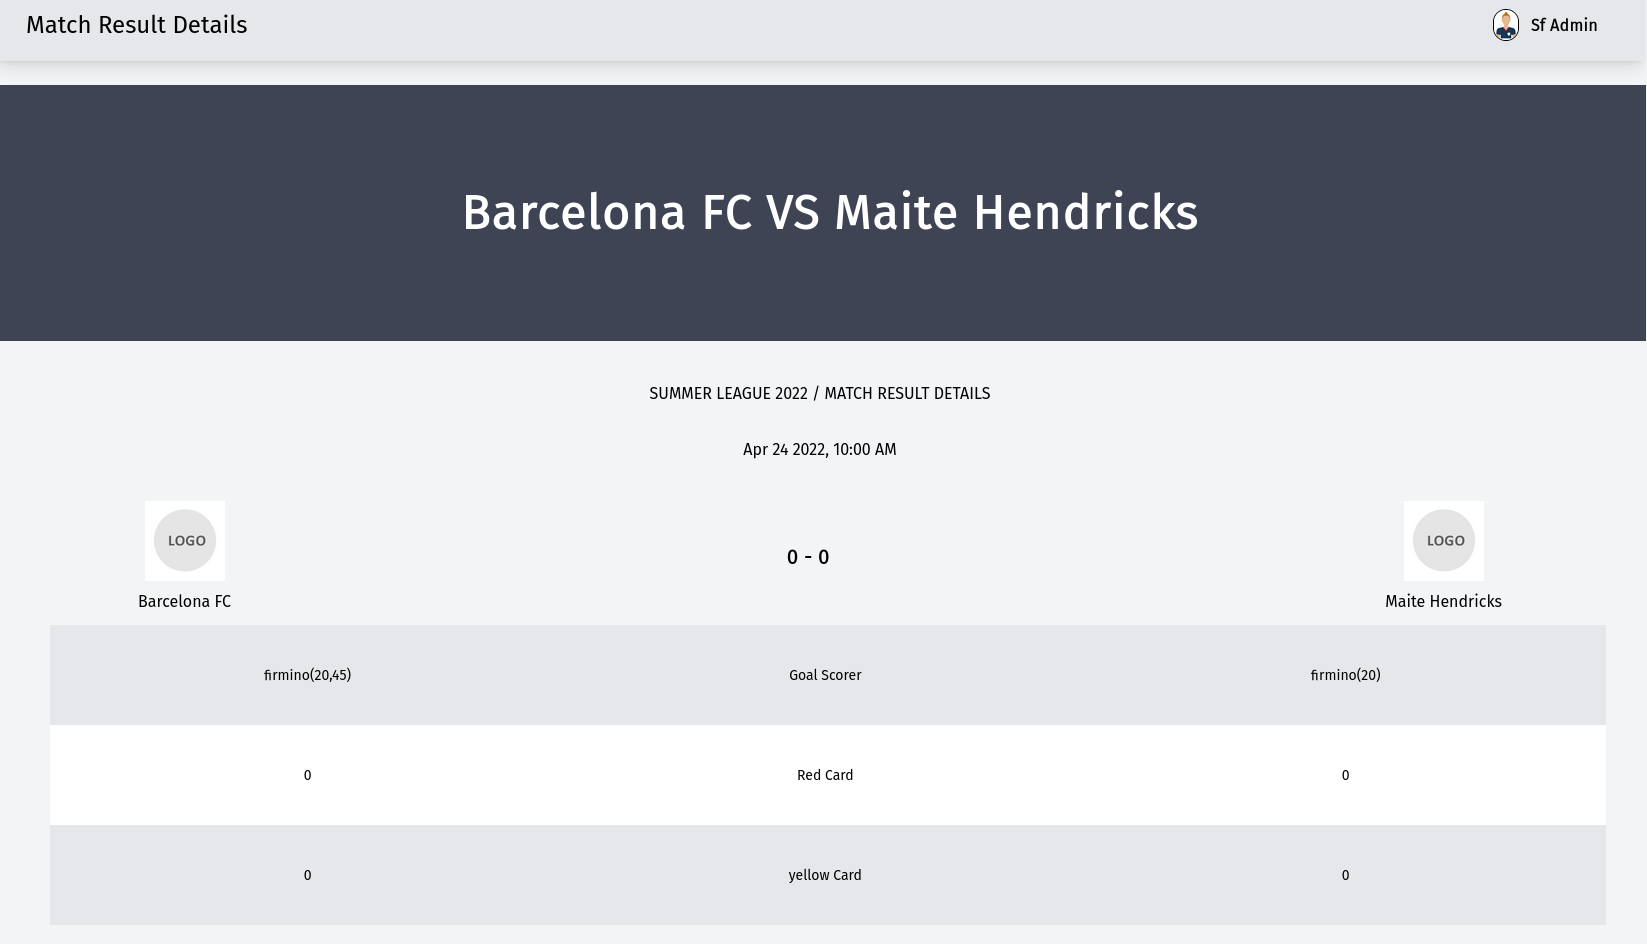 Match Result Details
Sf Admin
Barcelona FC VS Maite Hendricks
SUMMER LEAGUE 2022 / MATCH RESULT DETAILS
Apr 24 2022, 10:00 AM
LOGO
Barcelona FC
0 - 0
LOGO
Maite Hendricks
firmino(20,45) Goal Scorer firmino(20)
0 Red Card 0
0 yellow Card 0